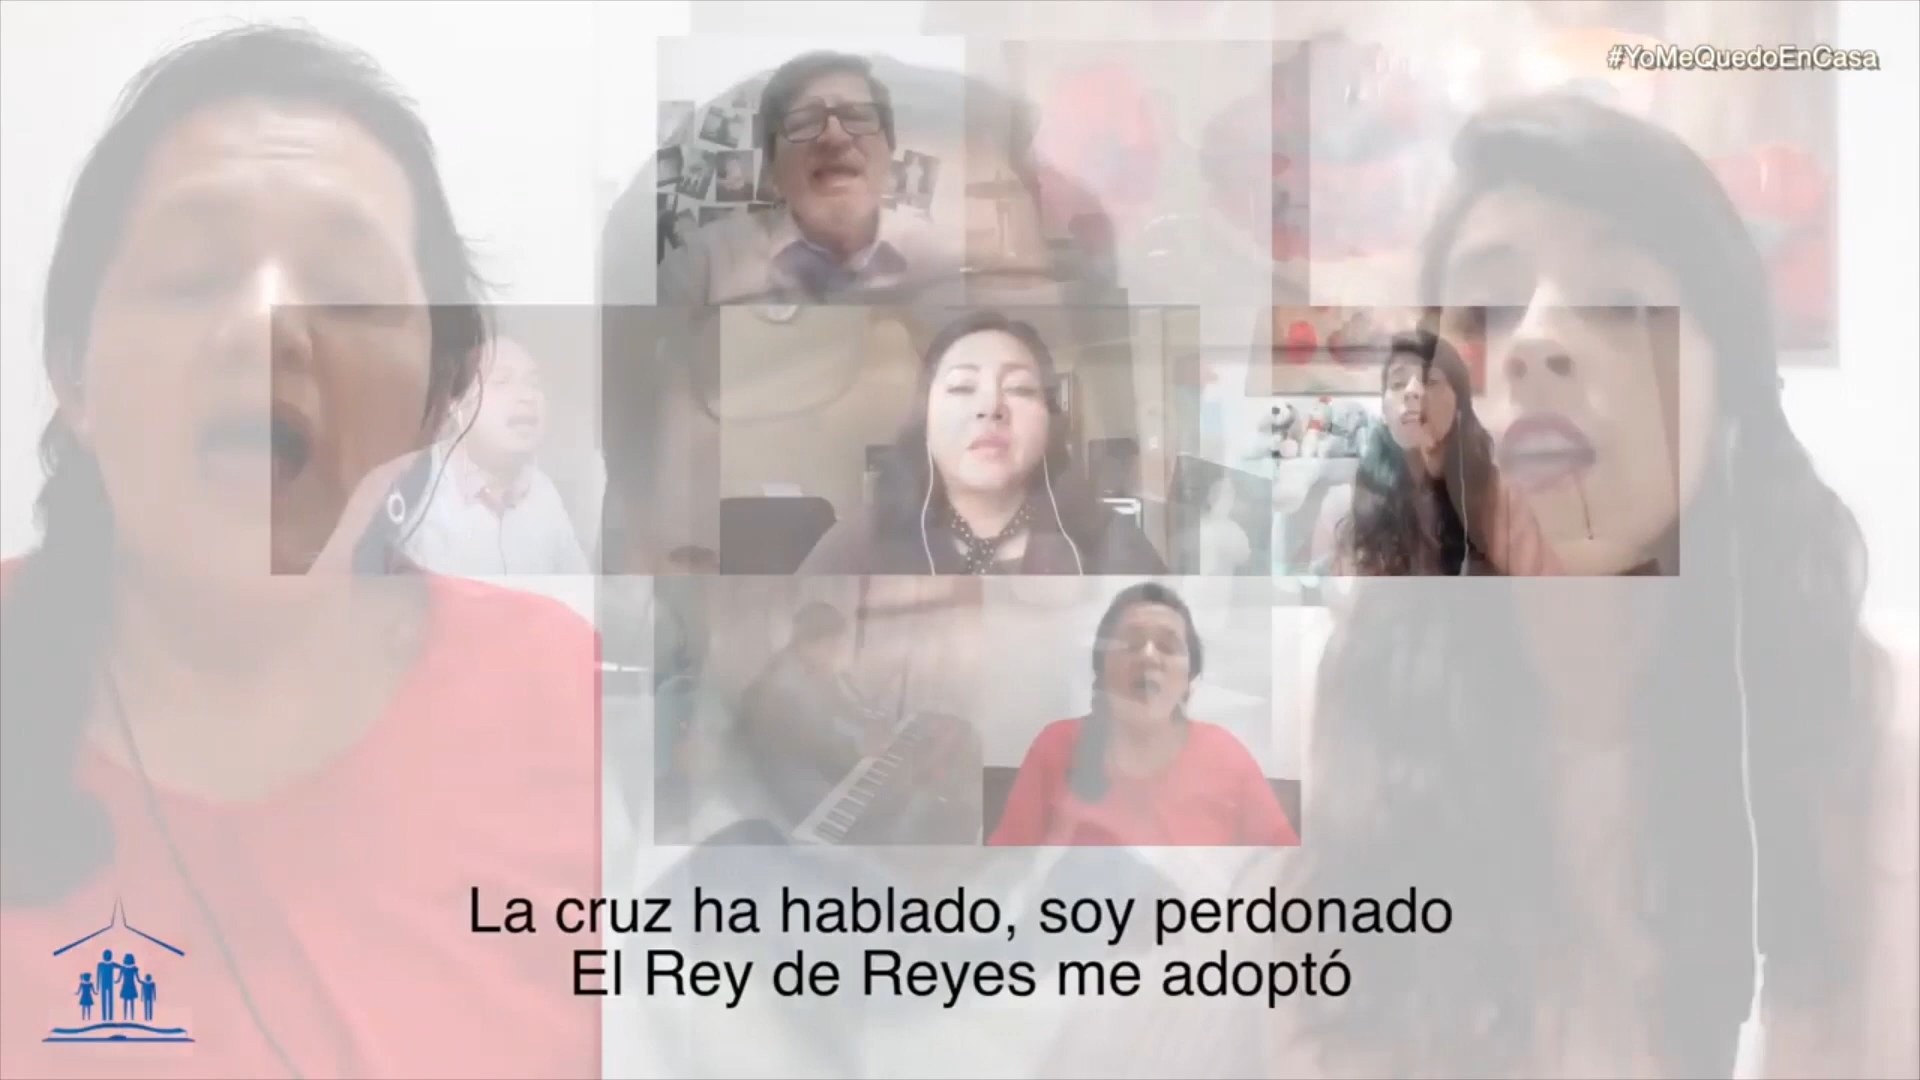 #YoMeQuedoEnCasa
La cruz ha hablado, soy perdonado
El Rey de Reyes me adoptó